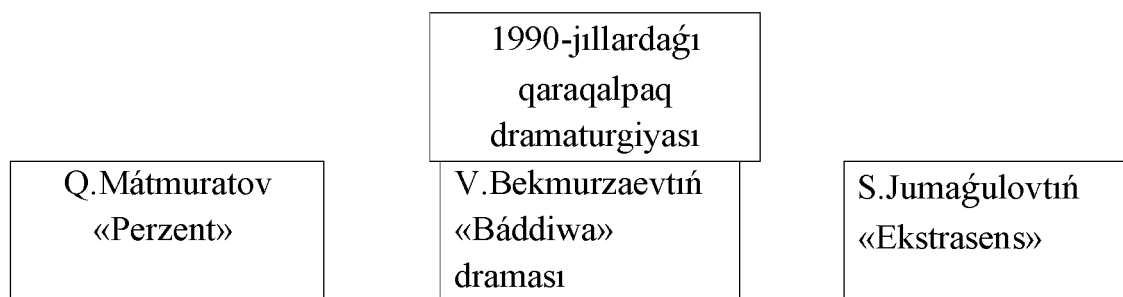 1990-jıllardaǵı
qaraqalpaq
dramaturgiyası
Q.Mátmuratov
«Perzent»
V.Bekmurzaevtıń
«Báddiwa»
draması
S.Jumaǵulovtıń
«Ekstrasens»